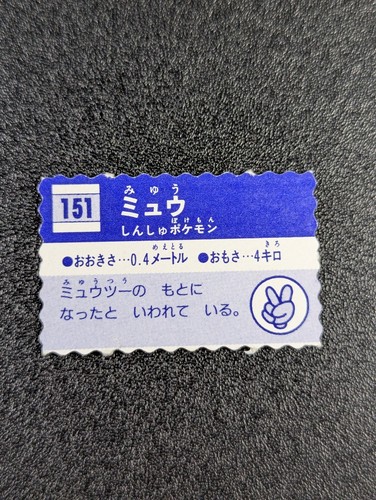 151
みゅう
ミュウ
ぽけもん
しんしゅポケモン
めえとる きろ
●おおきさ…0.4メートル ●おもさ…4キロ
みゅうつう
ミュウツーの もとに
なったと いわれて いる。